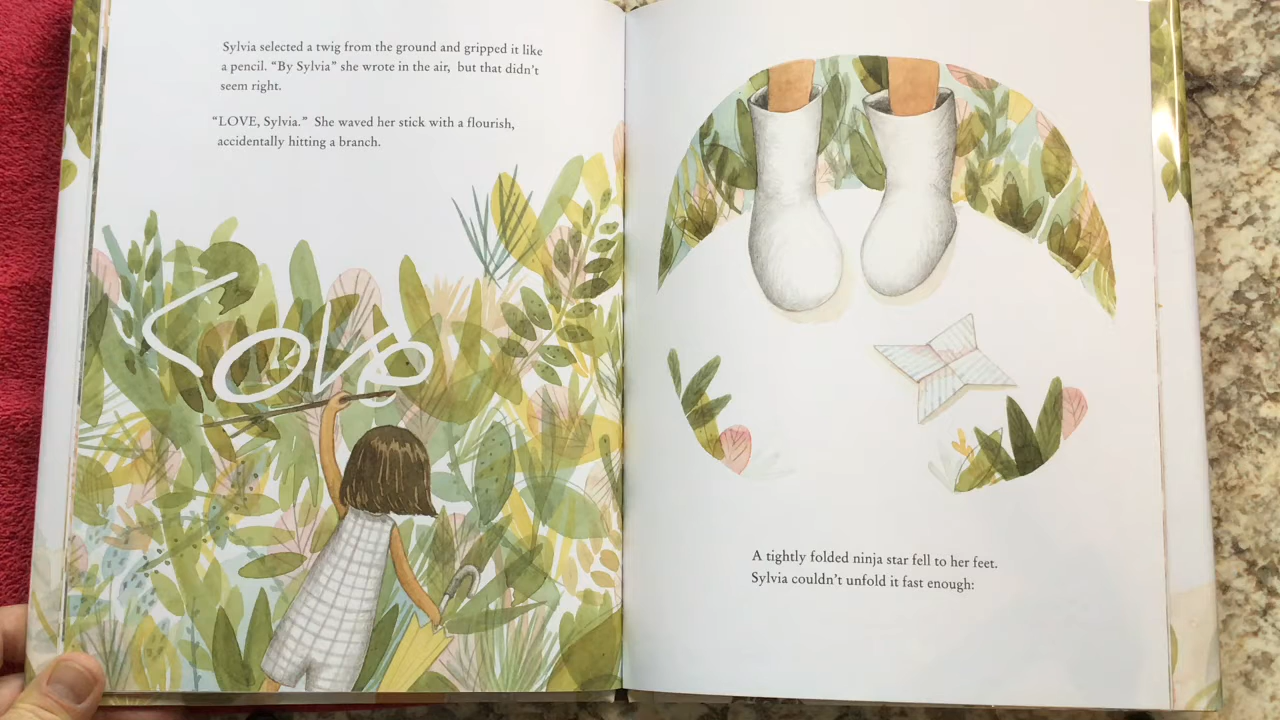 Sylvia selected a twig from the ground and gripped it like
a pencil. “By Sylvia” she wrote in the air, but that didn’t
seem right.
“LOVE, Sylvia.” She waved her stick with a flourish,
accidentally hitting a branch.
Love
A tightly folded ninja star fell to her feet.
Sylvia couldn’t unfold it fast enough: